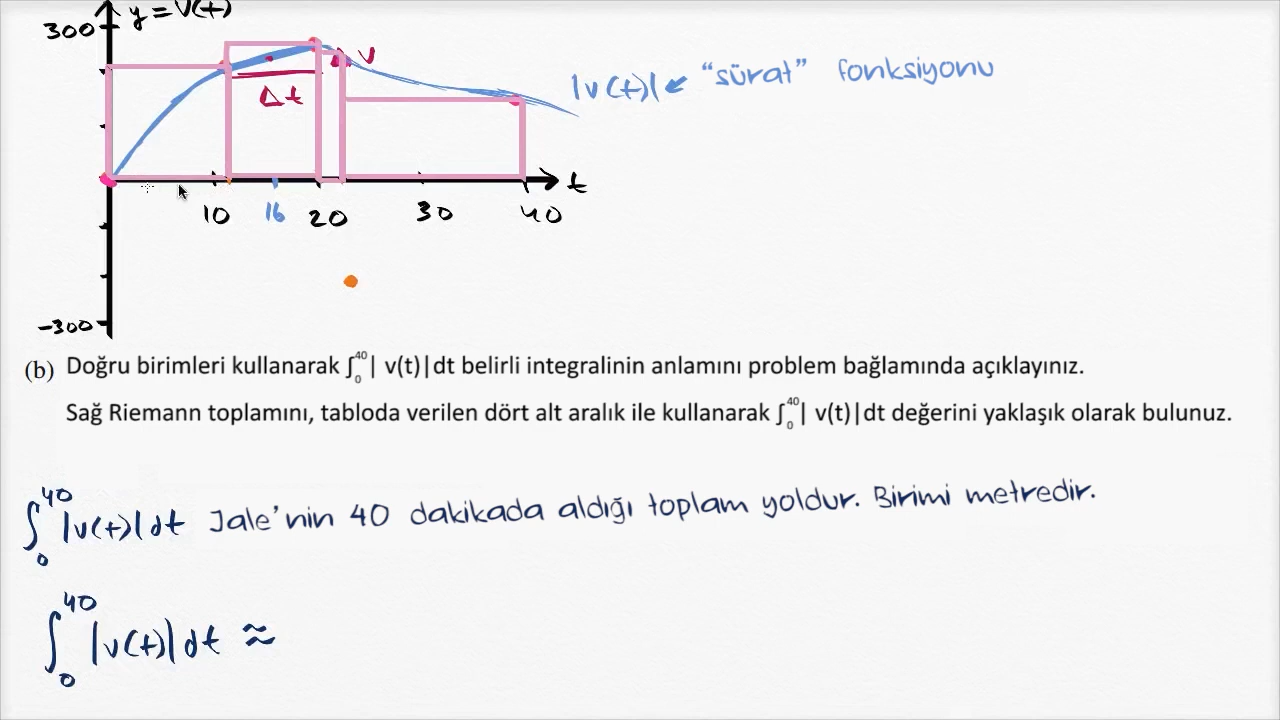 y = v(t)
300
Δ v
|v(t)| ↙ "sürat" fonksiyonu
Δt
t
10 16 20 30 40
-300
(b) Doğru birimleri kullanarak ∫₀⁴⁰| v(t)|dt belirli integralinin anlamını problem bağlamında açıklayınız.
Sağ Riemann toplamını, tabloda verilen dört alt aralık ile kullanarak ∫₀⁴⁰| v(t)|dt değerini yaklaşık olarak bulunuz.
∫₀⁴⁰ |v(t)|dt Jale'nin 40 dakikada aldığı toplam yoldur. Birimi metredir.
∫₀⁴⁰ |v(t)|dt ≈